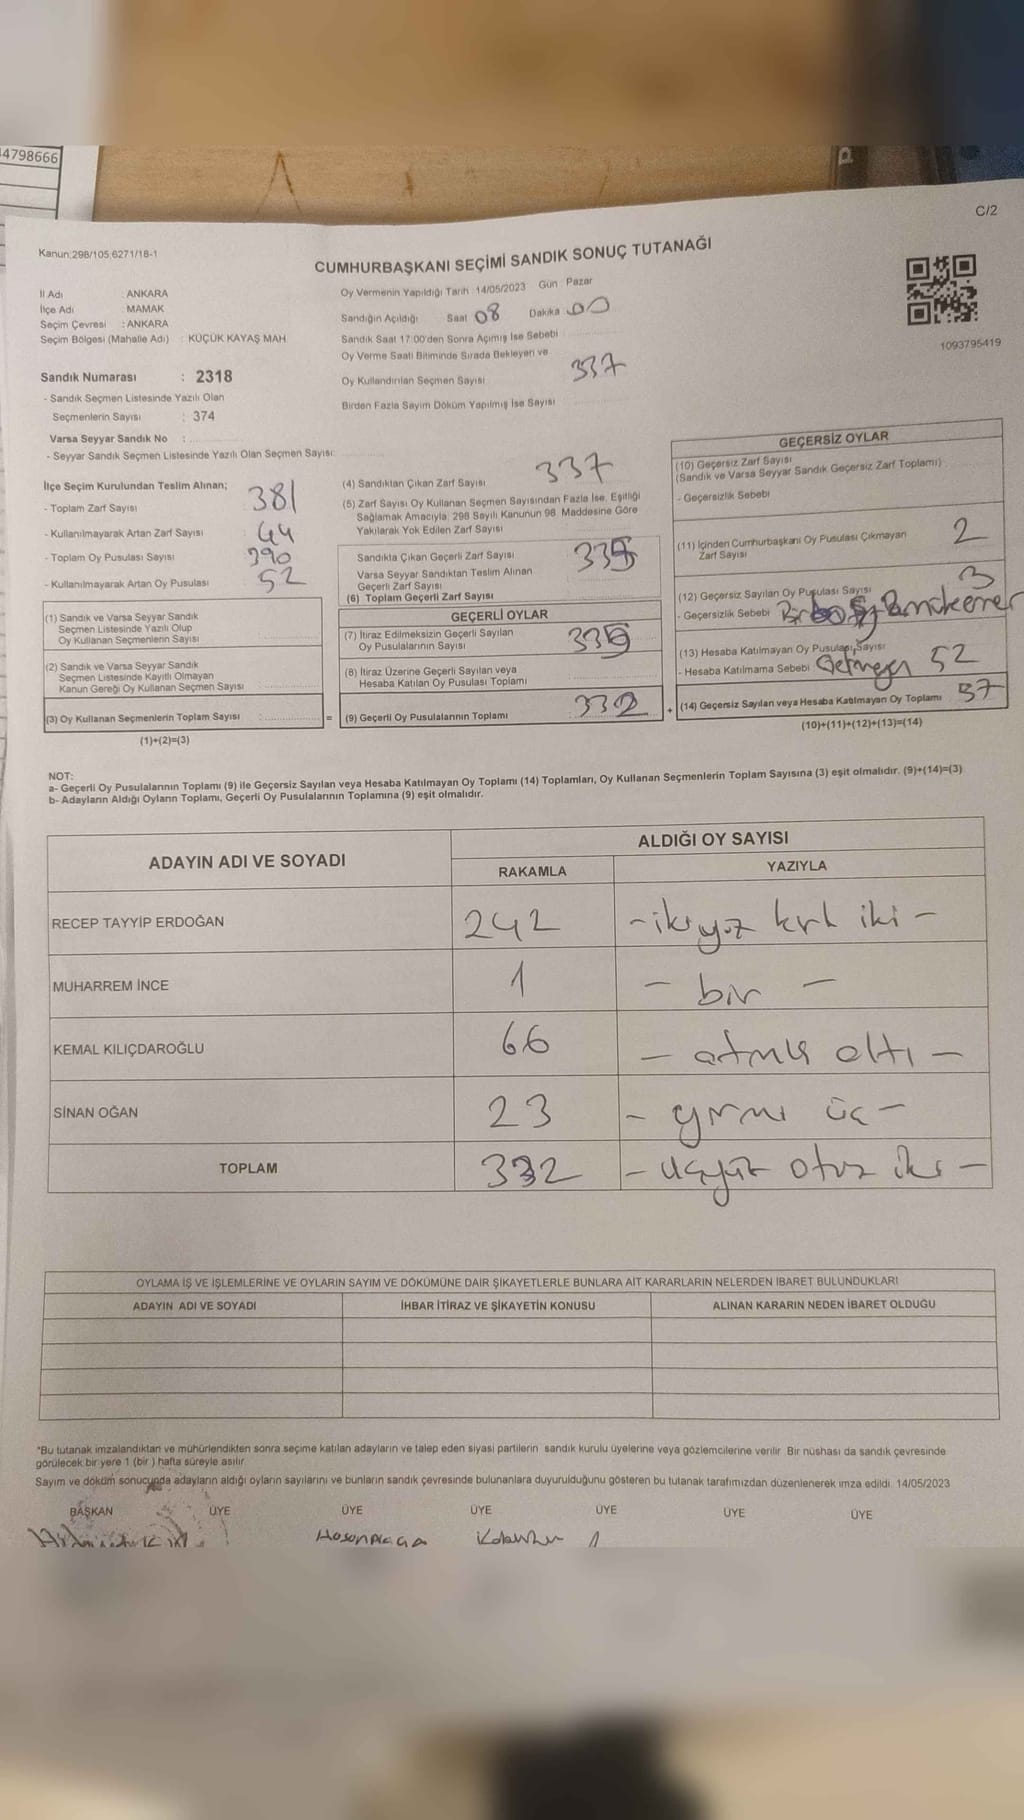 4798666
C/2
Kanun:298/105,6271/18-1
CUMHURBAŞKANI SEÇİMİ SANDIK SONUÇ TUTANAĞI
İl Adı : ANKARA
İlçe Adı : MAMAK
Seçim Çevresi : ANKARA
Seçim Bölgesi (Mahalle Adı) : KÜÇÜK KAYAŞ MAH
Sandık Numarası : 2318
- Sandık Seçmen Listesinde Yazılı Olan
Seçmenlerin Sayısı : 374
Varsa Seyyar Sandık No :
- Seyyar Sandık Seçmen Listesinde Yazılı Olan Seçmen Sayısı:
Oy Vermenin Yapıldığı Tarih : 14/05/2023 Gün : Pazar
Sandığın Açıldığı Saat 08 Dakika 00
Sandık Saat 17:00'den Sonra Açımış İse Sebebi
Oy Verme Saati Bitiminde Sırada Bekleyen ve
Oy Kullandırılan Seçmen Sayısı 337
Birden Fazla Sayım Döküm Yapılmış İse Sayısı
1093795419
İlçe Seçim Kurulundan Teslim Alınan;
- Toplam Zarf Sayısı 381
- Kullanılmayarak Artan Zarf Sayısı 44
- Toplam Oy Pusulası Sayısı 390
- Kullanılmayarak Artan Oy Pusulası 52
(1) Sandık ve Varsa Seyyar Sandık
Seçmen Listesinde Yazılı Olup
Oy Kullanan Seçmenlerin Sayısı
(2) Sandık ve Varsa Seyyar Sandık
Seçmen Listesinde Kayıtlı Olmayan
Kanun Gereği Oy Kullanan Seçmen Sayısı
(3) Oy Kullanan Seçmenlerin Toplam Sayısı : =
(1)+(2)=(3)
(4) Sandıktan Çıkan Zarf Sayısı 337
(5) Zarf Sayısı Oy Kullanan Seçmen Sayısından Fazla İse, Eşitliği
Sağlamak Amacıyla; 298 Sayılı Kanunun 98. Maddesine Göre
Yakılarak Yok Edilen Zarf Sayısı
Sandıkta Çıkan Geçerli Zarf Sayısı
Varsa Seyyar Sandıktan Teslim Alınan
Geçerli Zarf Sayısı
(6) Toplam Geçerli Zarf Sayısı
GEÇERLİ OYLAR
(7) İtiraz Edilmeksizin Geçerli Sayılan
Oy Pusulalarının Sayısı
(8) İtiraz Üzerine Geçerli Sayılan veya
Hesaba Katılan Oy Pusulası Toplamı
(9) Geçerli Oy Pusulalarının Toplamı : 332 +
GEÇERSİZ OYLAR
(10) Geçersiz Zarf Sayısı
(Sandık ve Varsa Seyyar Sandık Geçersiz Zarf Toplamı)
- Geçersizlik Sebebi
(11) İçinden Cumhurbaşkanı Oy Pusulası Çıkmayan
Zarf Sayısı 2
(12) Geçersiz Sayılan Oy Pusulası Sayısı 3
- Geçersizlik Sebebi
(13) Hesaba Katılmayan Oy Pusulası Sayısı
- Hesaba Katılmama Sebebi 52
(14) Geçersiz Sayılan veya Hesaba Katılmayan Oy Toplamı 57
(10)+(11)+(12)+(13)=(14)
NOT:
a- Geçerli Oy Pusulalarının Toplamı (9) ile Geçersiz Sayılan veya Hesaba Katılmayan Oy Toplamı (14) Toplamları, Oy Kullanan Seçmenlerin Toplam Sayısına (3) eşit olmalıdır. (9)+(14)=(3)
b- Adayların Aldığı Oyların Toplamı, Geçerli Oy Pusulalarının Toplamına (9) eşit olmalıdır.
ADAYIN ADI VE SOYADI ALDIĞI OY SAYISI
RAKAMLA YAZIYLA
RECEP TAYYİP ERDOĞAN 242 - ikiyüz kırk iki -
MUHARREM İNCE 1 - bir -
KEMAL KILIÇDAROĞLU 66 - atmış altı -
SİNAN OĞAN 23 - yirmi üç -
TOPLAM 332 - üçyüz otuz iki -
OYLAMA İŞ VE İŞLEMLERİNE VE OYLARIN SAYIM VE DÖKÜMÜNE DAİR ŞİKAYETLERLE BUNLARA AİT KARARLARIN NELERDEN İBARET BULUNDUKLARI
ADAYIN ADI VE SOYADI İHBAR İTİRAZ VE ŞİKAYETİN KONUSU ALINAN KARARIN NEDEN İBARET OLDUĞU
*Bu tutanak imzalandıktan ve mühürlendikten sonra seçime katılan adayların ve talep eden siyasi partilerin sandık kurulu üyelerine veya gözlemcilerine verilir. Bir nüshası da sandık çevresinde
görülecek bir yere 1 (bir ) hafta süreyle asılır.
Sayım ve döküm sonucunda adayların aldığı oyların sayılarını ve bunların sandık çevresinde bulunanlara duyurulduğunu gösteren bu tutanak tarafımızdan düzenlenerek imza edildi. 14/05/2023
BAŞKAN ÜYE ÜYE ÜYE ÜYE ÜYE ÜYE